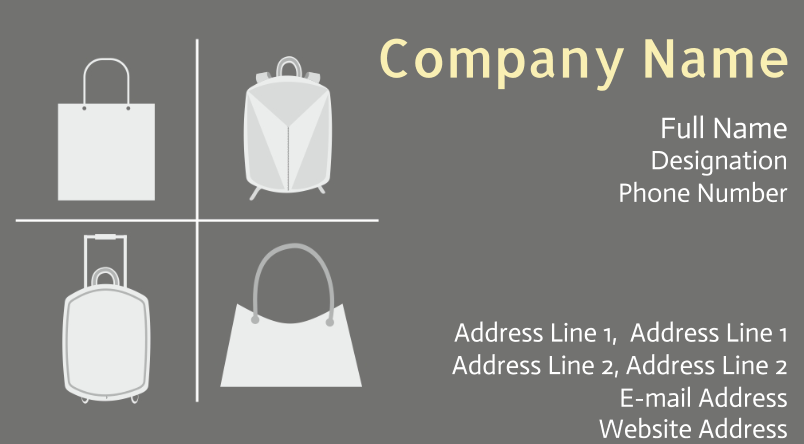 Company Name
Full Name
Designation
Phone Number
Address Line 1,  Address Line 1
Address Line 2, Address Line 2
E-mail Address
Website Address